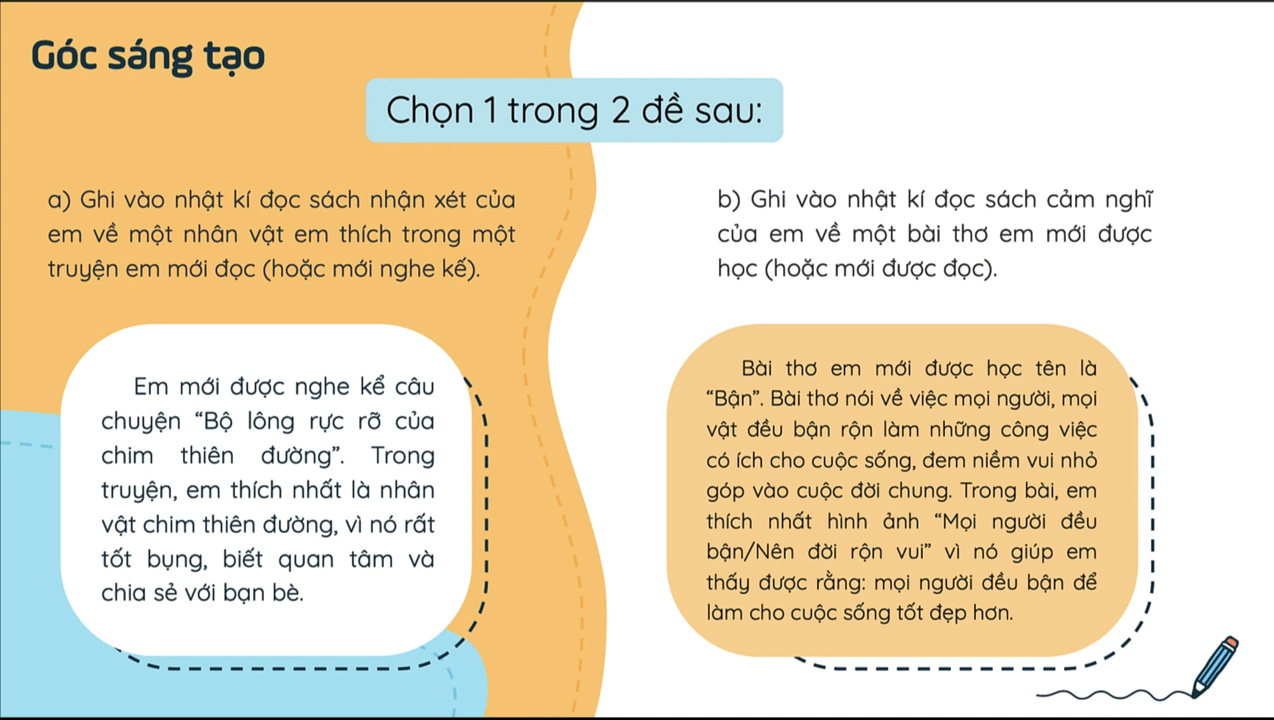 Góc sáng tạo
Chọn 1 trong 2 đề sau:
a) Ghi vào nhật kí đọc sách nhận xét của
em về một nhân vật em thích trong một
truyện em mới đọc (hoặc mới nghe kể).
Em mới được nghe kể câu
chuyện “Bộ lông rực rỡ của
chim thiên đường”. Trong
truyện, em thích nhất là nhân
vật chim thiên đường, vì nó rất
tốt bụng, biết quan tâm và
chia sẻ với bạn bè.
b) Ghi vào nhật kí đọc sách cảm nghĩ
của em về một bài thơ em mới được
học (hoặc mới được đọc).
Bài thơ em mới được học tên là
“Bận”. Bài thơ nói về việc mọi người, mọi
vật đều bận rộn làm những công việc
có ích cho cuộc sống, đem niềm vui nhỏ
góp vào cuộc đời chung. Trong bài, em
thích nhất hình ảnh “Mọi người đều
bận/Nên đời rộn vui” vì nó giúp em
thấy được rằng: mọi người đều bận để
làm cho cuộc sống tốt đẹp hơn.